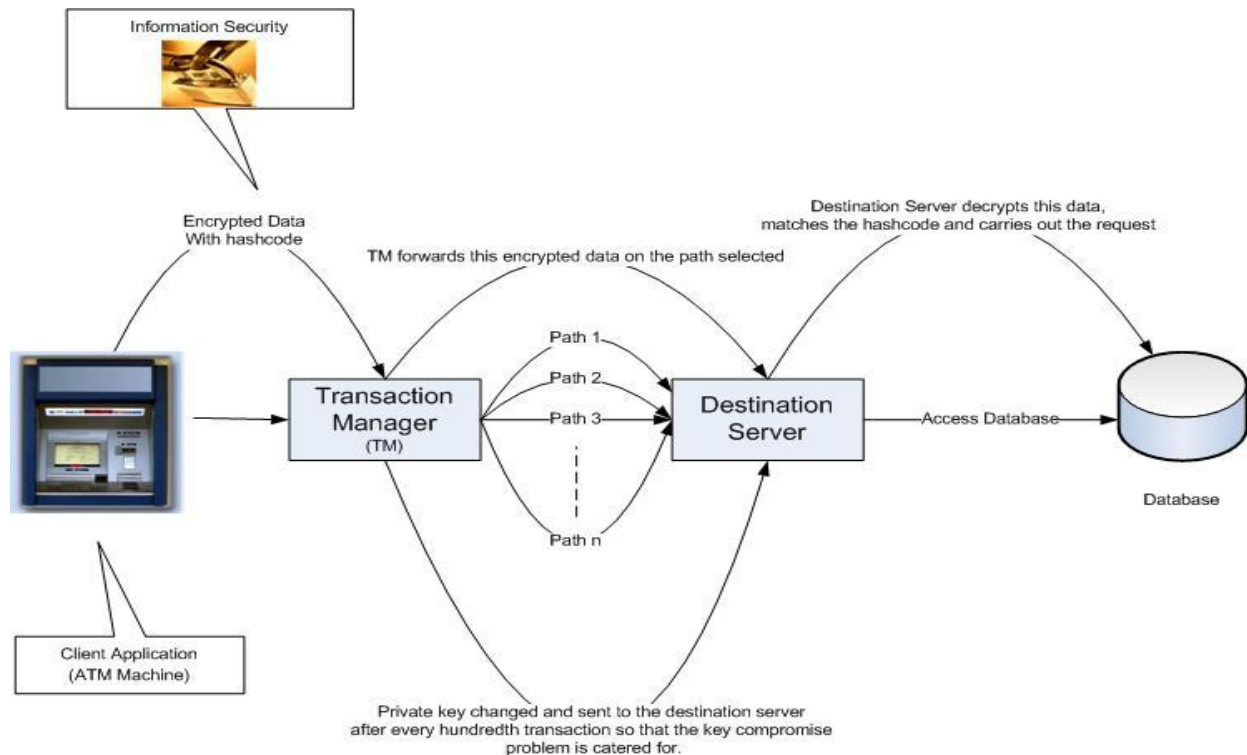 Information Security
Encrypted Data
With hashcode
TM forwards this encrypted data on the path selected
Destination Server decrypts this data,
matches the hashcode and carries out the request
Transaction
Manager
(TM)
Path 1
Path 2
Path 3
Path n
Destination
Server
Access Database
Database
Client Application
(ATM Machine)
Private key changed and sent to the destination server
after every hundredth transaction so that the key compromise
problem is catered for.